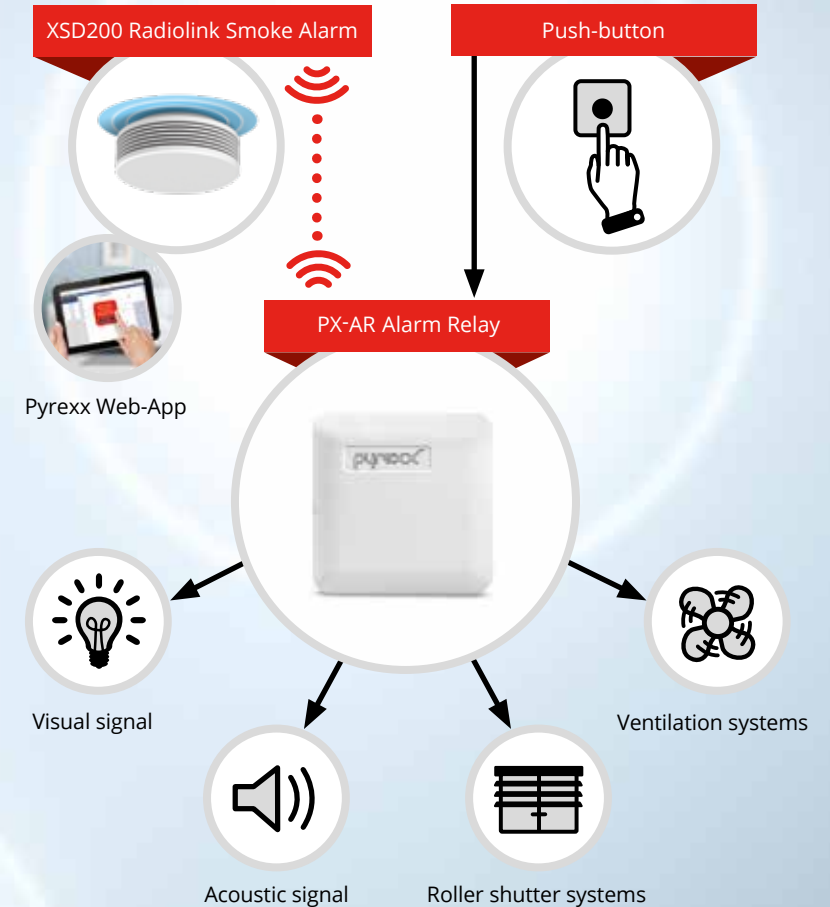 XSD200 Radiolink Smoke Alarm
Push-button
Pyrexx Web-App
PX-AR Alarm Relay
pyrexx
Visual signal
Ventilation systems
Acoustic signal
Roller shutter systems